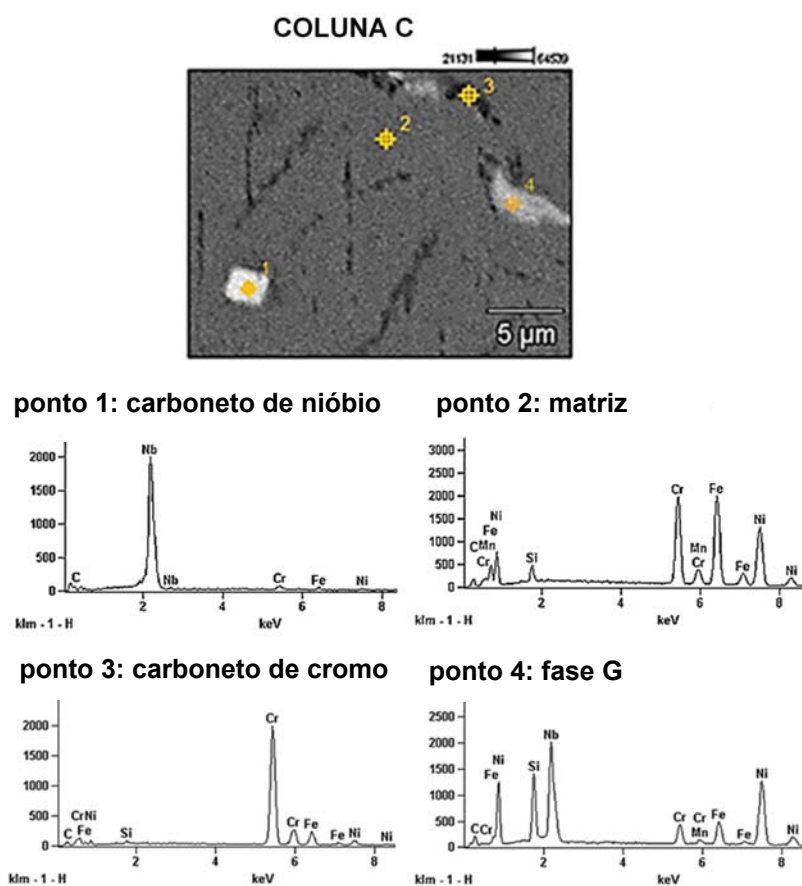 COLUNA C
21131 64539
3
2
4
1
5 µm
ponto 1: carboneto de nióbio
ponto 2: matriz
2000
1500
1000
500
0
Nb
C
Nb
Cr
Fe
Ni
2 4 6 8
klm - 1 - H
keV
3000
2500
2000
1500
1000
500
0
Ni
Fe
C Mn
Cr
Si
Cr
Mn
Cr
Fe
Fe
Ni
Ni
2 4 6 8
klm - 1 - H
keV
ponto 3: carboneto de cromo
ponto 4: fase G
2000
1500
1000
500
0
Cr Ni
C Fe
Si
Cr
Cr
Fe
Fe
Ni
Ni
2 4 6 8
klm - 1 - H
keV
2500
2000
1500
1000
500
0
Ni
Fe
C Cr
Si
Nb
Cr
Cr
Mn
Fe
Fe
Ni
Ni
2 4 6 8
klm - 1 - H
keV